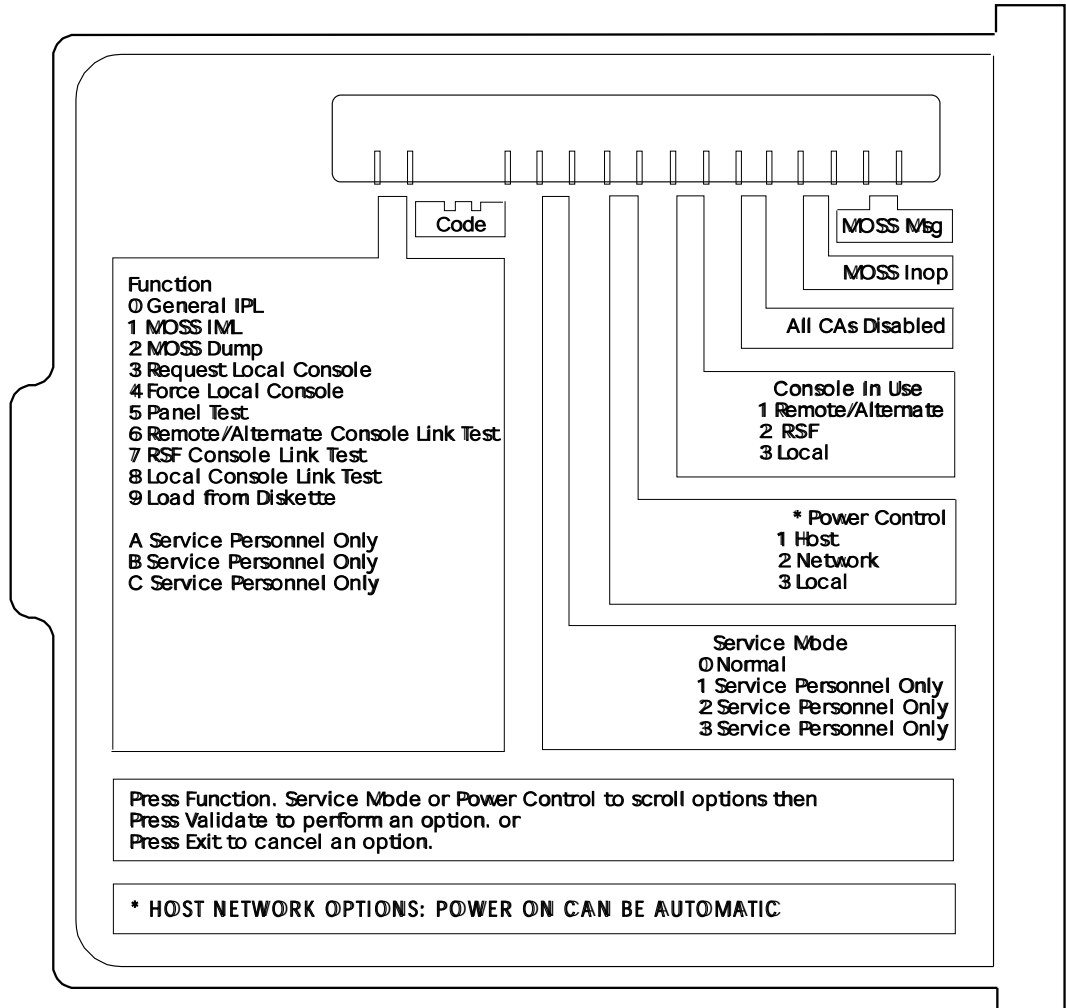 Code
MOSS Msg
MOSS Inop
All CAs Disabled
Function
0 General IPL
1 MOSS IML
2 MOSS Dump
3 Request Local Console
4 Force Local Console
5 Panel Test
6 Remote/Alternate Console Link Test
7 RSF Console Link Test
8 Local Console Link Test
9 Load from Diskette
A Service Personnel Only
B Service Personnel Only
C Service Personnel Only
Console In Use
1 Remote/Alternate
2 RSF
3 Local
* Power Control
1 Host
2 Network
3 Local
Service Mode
0 Normal
1 Service Personnel Only
2 Service Personnel Only
3 Service Personnel Only
Press Function. Service Mode or Power Control to scroll options then
Press Validate to perform an option. or
Press Exit to cancel an option.
* HOST NETWORK OPTIONS: POWER ON CAN BE AUTOMATIC